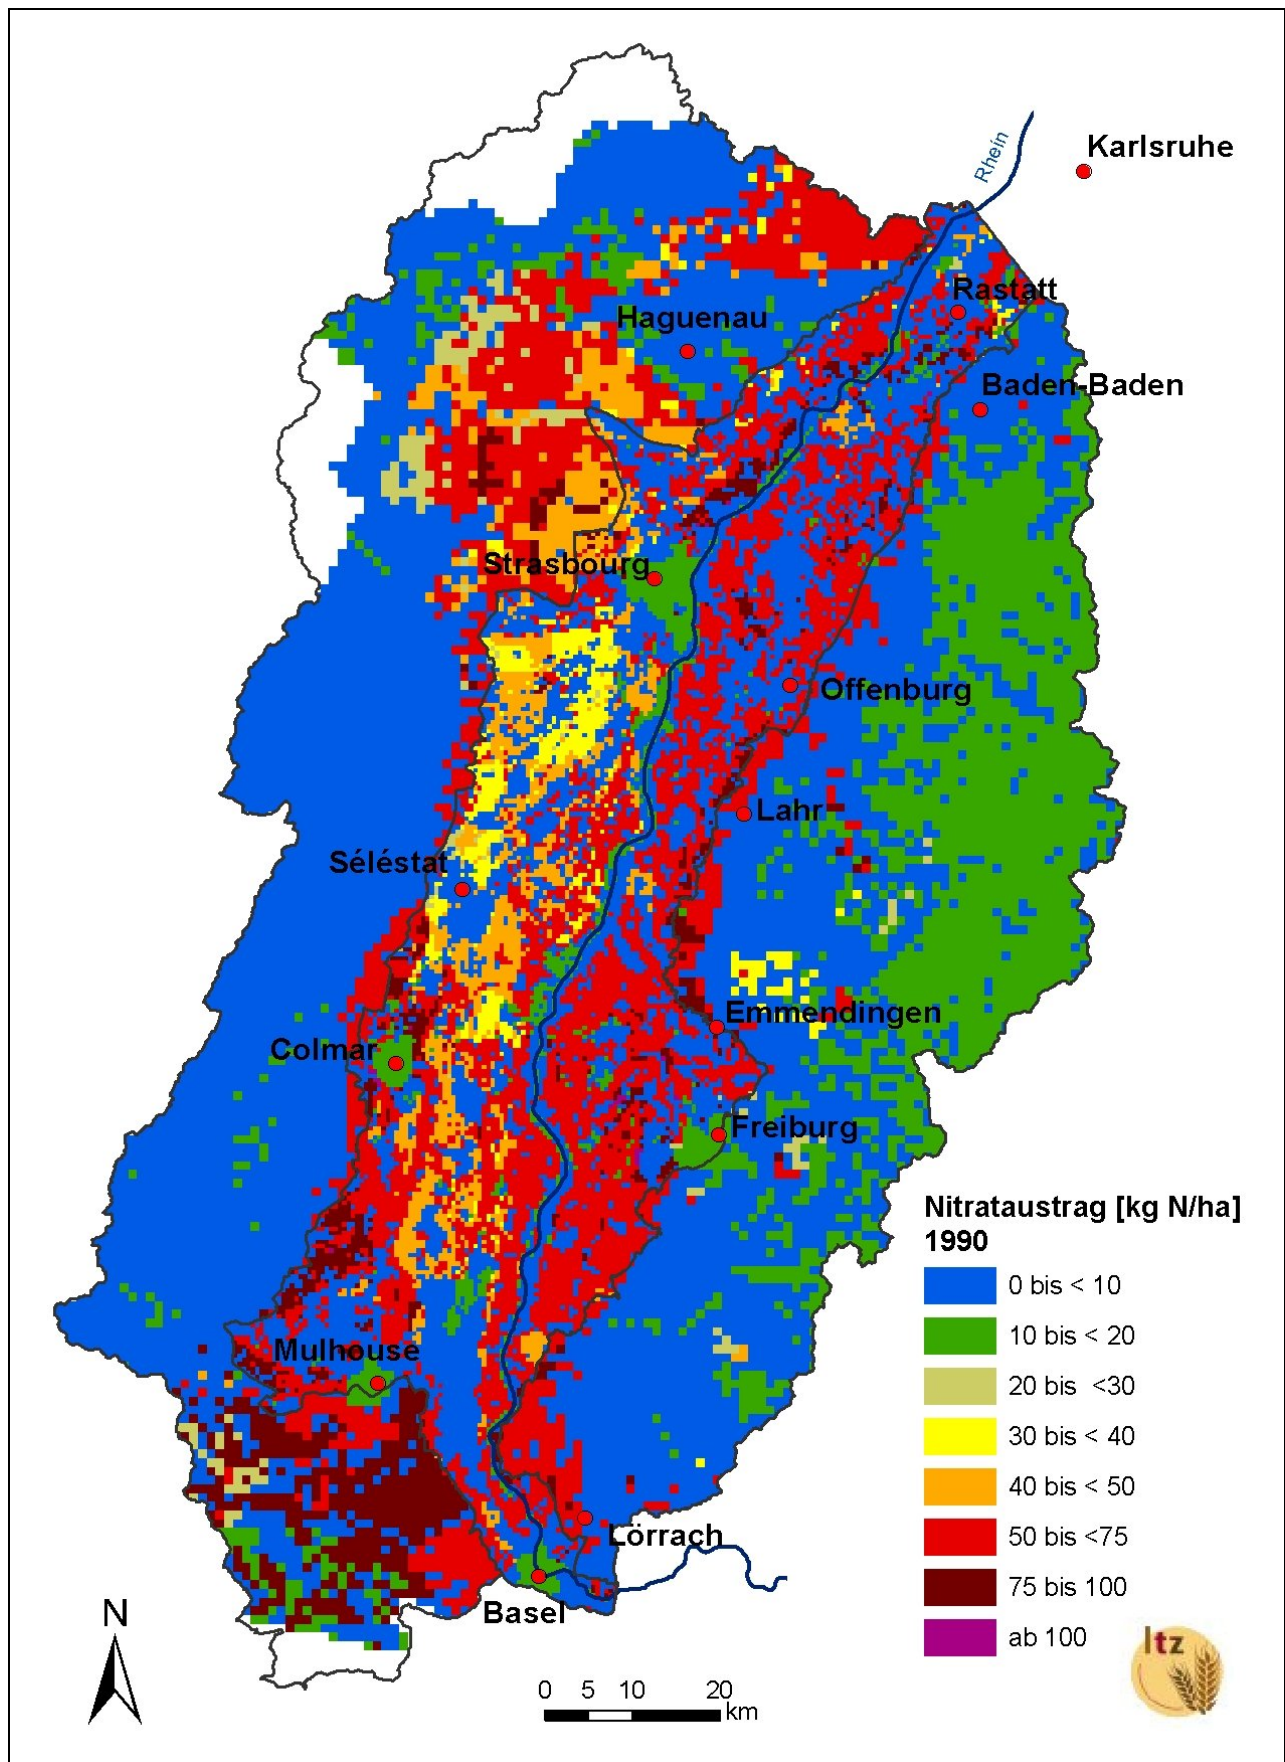 Karlsruhe
Rhein
Rastatt
Haguenau
Baden-Baden
Strasbourg
Offenburg
Lahr
Séléstat
Emmendingen
Colmar
Freiburg
Nitrataustrag [kg N/ha]
1990
0 bis < 10
10 bis < 20
20 bis <30
Mulhouse
30 bis < 40
40 bis < 50
50 bis <75
Lörrach
75 bis 100
Basel
N
ab 100
ltz
0 5 10 20
km